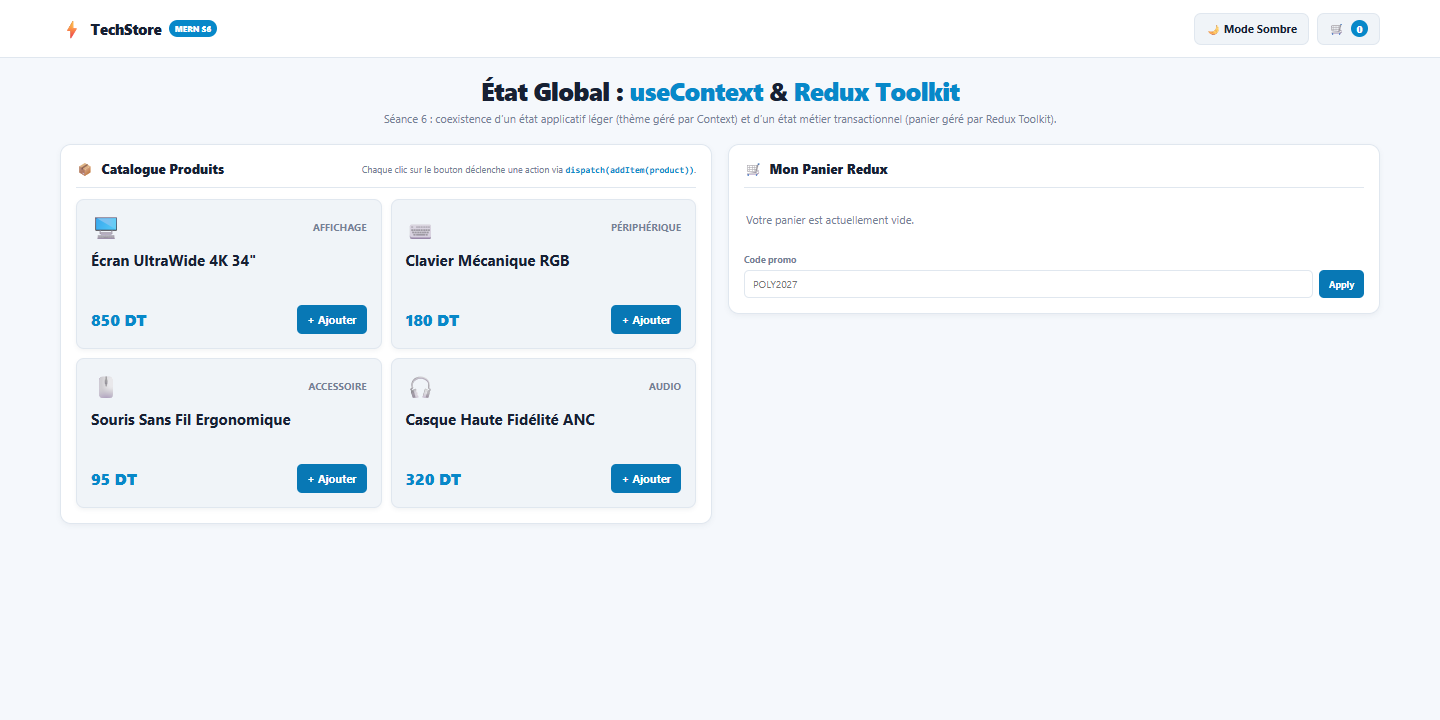 TechStore MERN S6
Mode Sombre
0
État Global : useContext & Redux Toolkit
Séance 6 : coexistence d'un état applicatif léger (thème géré par Context) et d'un état métier transactionnel (panier géré par Redux Toolkit).
Catalogue Produits
Chaque clic sur le bouton déclenche une action via dispatch(addItem(product)).
AFFICHAGE
Écran UltraWide 4K 34"
850 DT
+ Ajouter
PÉRIPHÉRIQUE
Clavier Mécanique RGB
180 DT
+ Ajouter
ACCESSOIRE
Souris Sans Fil Ergonomique
95 DT
+ Ajouter
AUDIO
Casque Haute Fidélité ANC
320 DT
+ Ajouter
Mon Panier Redux
Votre panier est actuellement vide.
Code promo
POLY2027
Apply